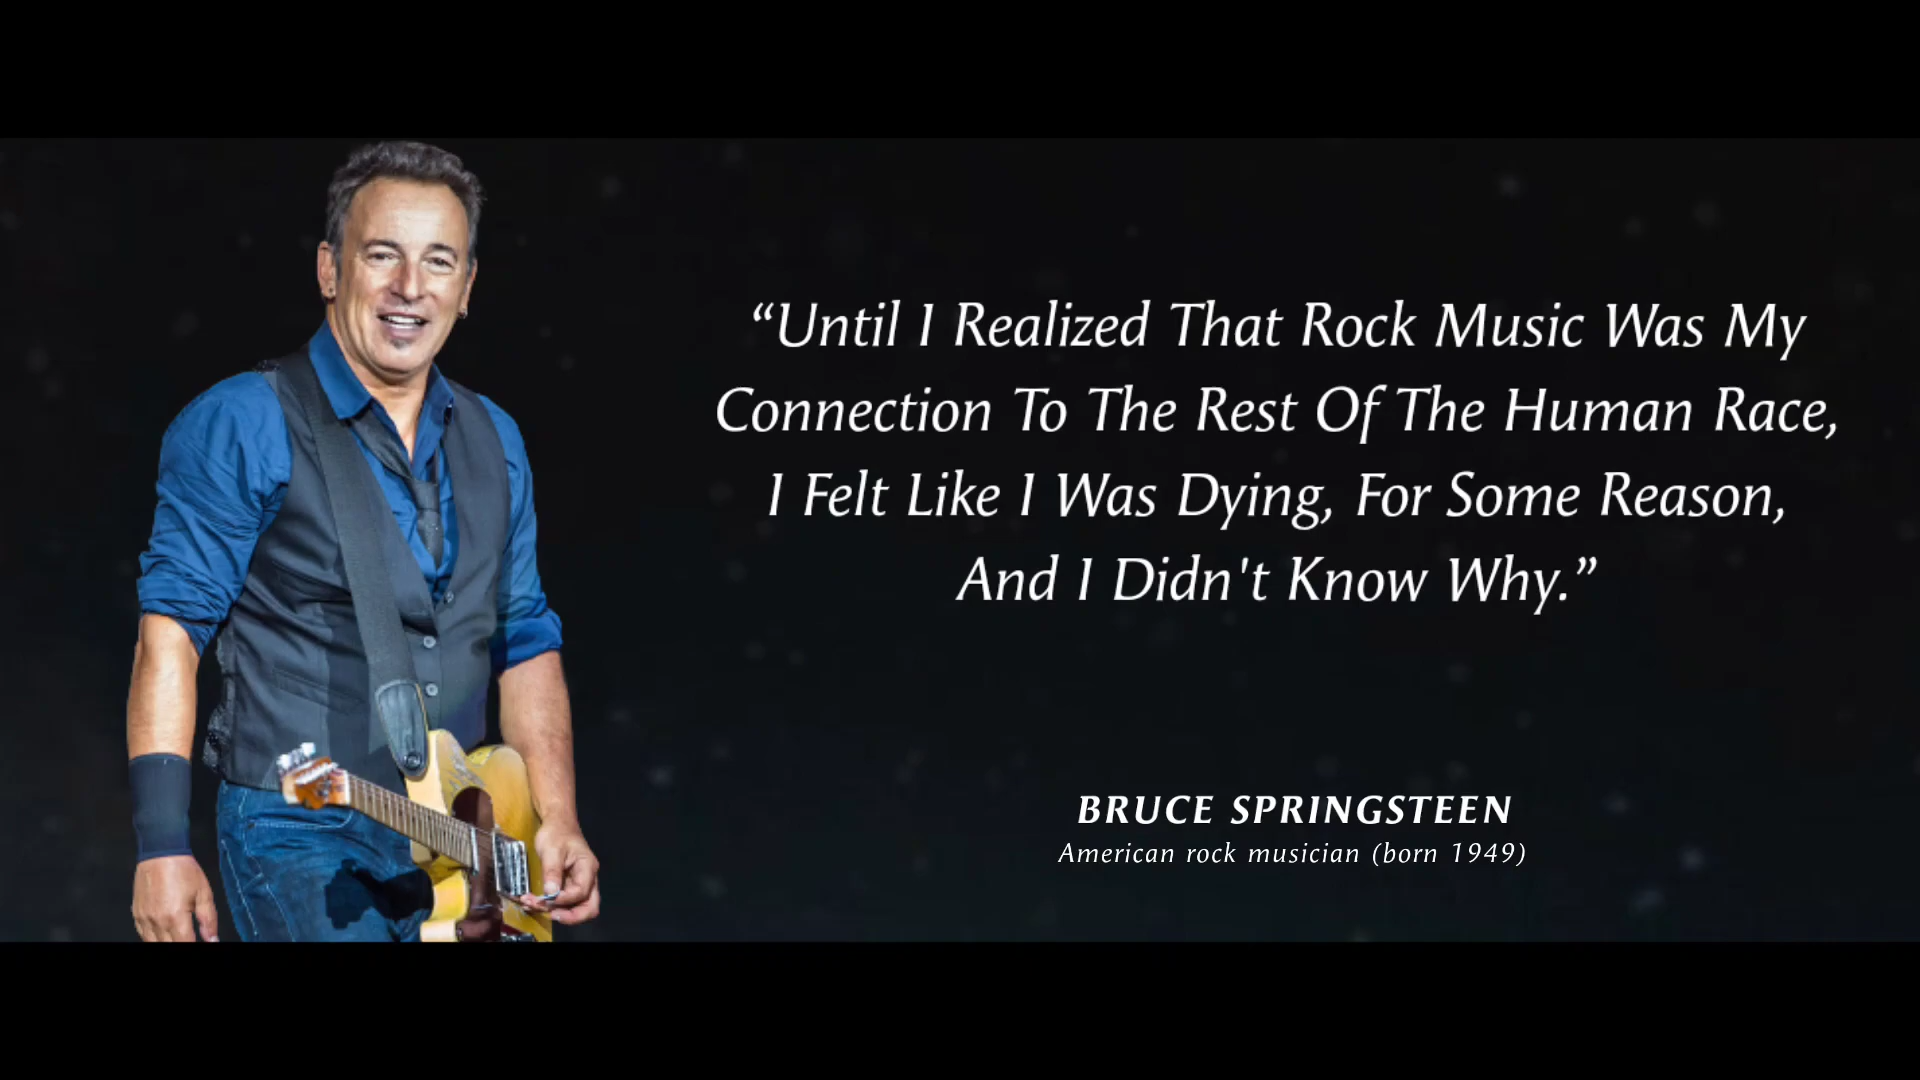 “Until I Realized That Rock Music Was My
Connection To The Rest Of The Human Race,
I Felt Like I Was Dying, For Some Reason,
And I Didn't Know Why.”
BRUCE SPRINGSTEEN
American rock musician (born 1949)